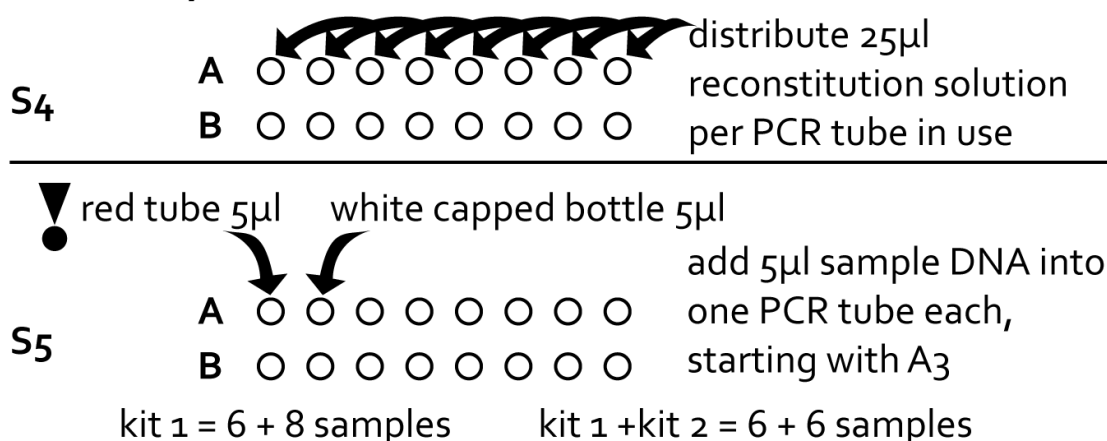 distribute 25µl
A
reconstitution solution
S4
B
per PCR tube in use
red tube 5µl white capped bottle 5µl
add 5µl sample DNA into
A
one PCR tube each,
S5
B
starting with A3
kit 1 = 6 + 8 samples kit 1 +kit 2 = 6 + 6 samples